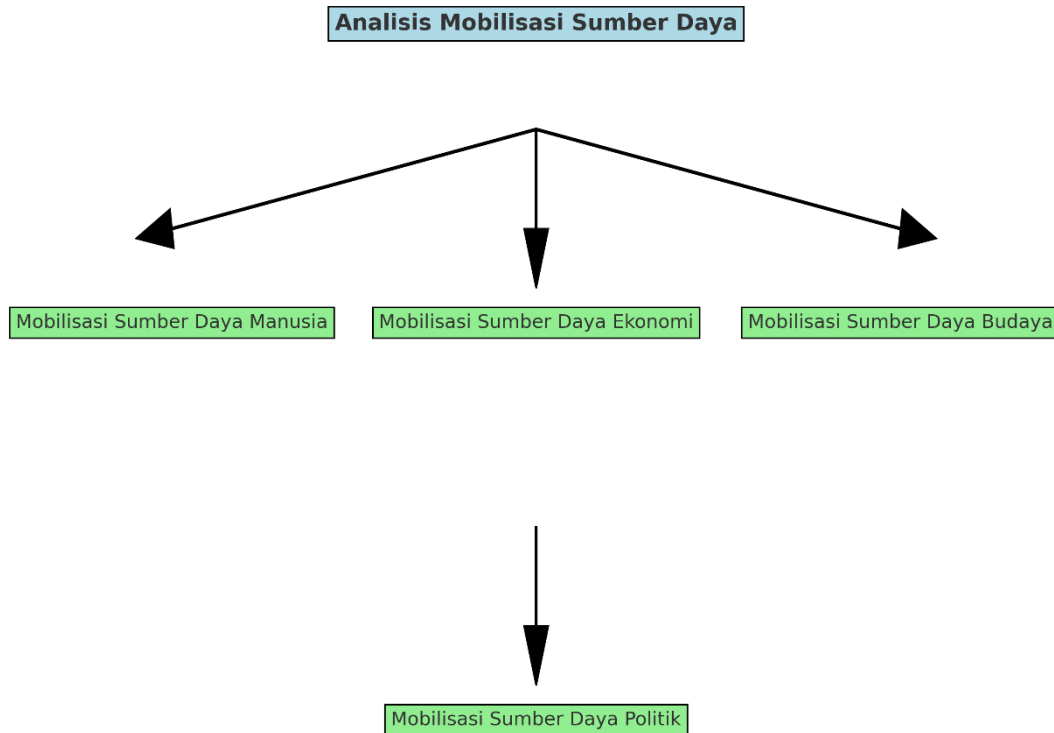 Analisis Mobilisasi Sumber Daya
Mobilisasi Sumber Daya Manusia
Mobilisasi Sumber Daya Ekonomi
Mobilisasi Sumber Daya Budaya
Mobilisasi Sumber Daya Politik